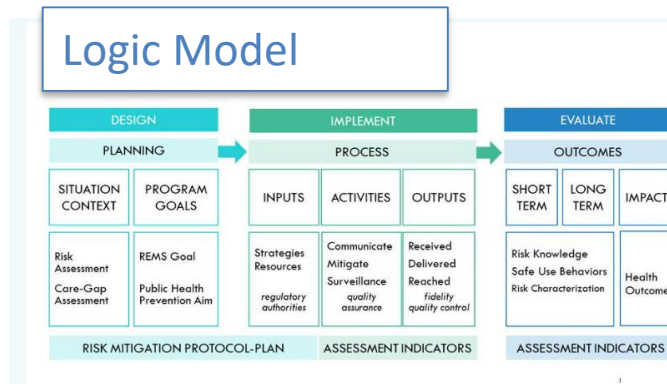 Logic Model
DESIGN
IMPLEMENT
EVALUATE
PLANNING
PROCESS
OUTCOMES
SITUATION
CONTEXT
PROGRAM
GOALS
INPUTS
ACTIVITIES
OUTPUTS
SHORT
TERM
LONG
TERM
IMPACT
Risk
Assessment
Care-Gap
Assessment
REMS Goal
Public Health
Prevention Aim
Strategies
Resources
regulatory
authorities
Communicate
Mitigate
Surveillance
quality
assurance
Received
Delivered
Reached
fidelity
quality control
Risk Knowledge
Safe Use Behaviors
Risk Characterization
Health
Outcome
RISK MITIGATION PROTOCOL-PLAN
ASSESSMENT INDICATORS
ASSESSMENT INDICATORS